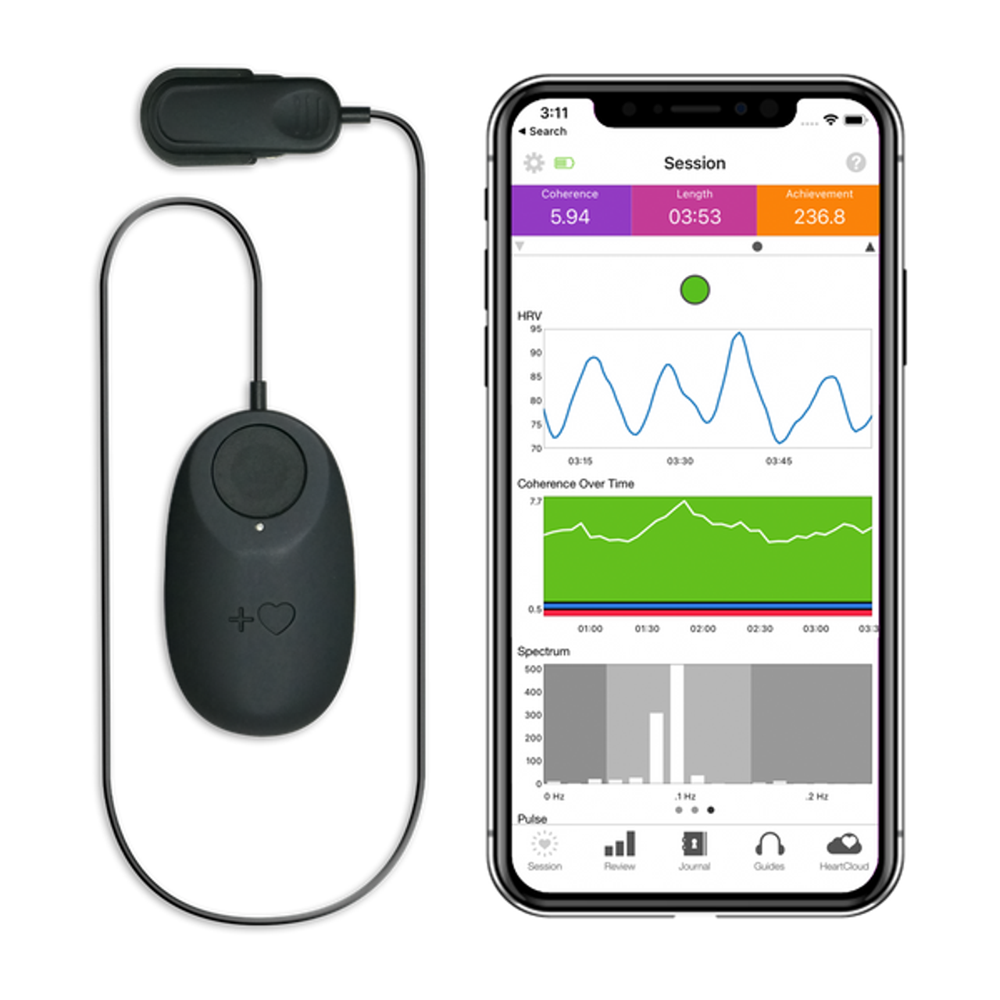 3:11
◀ Search
Session
?
Coherence Length Achievement
5.94 03:53 236.8
HRV
95
90
85
80
75
70
03:15 03:30 03:45
Coherence Over Time
7.7
0.5
01:00 01:30 02:00 02:30 03:00 03:3
Spectrum
500
400
300
200
100
0
0 Hz .1 Hz .2 Hz
Pulse
Session Review Journal Guides HeartCloud